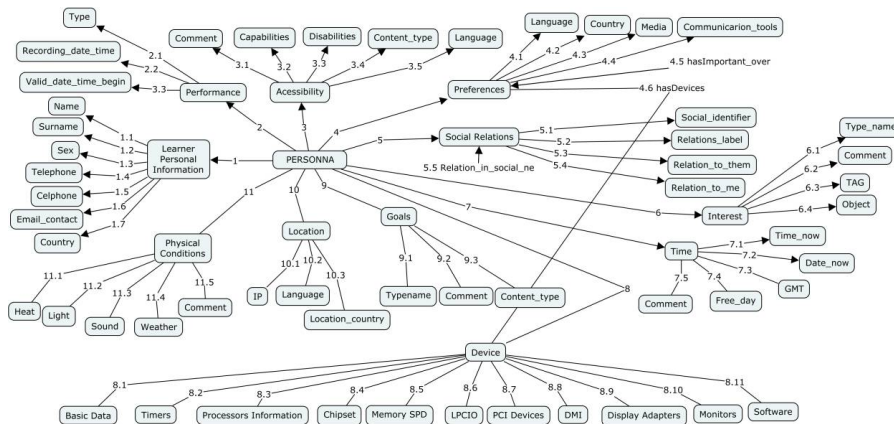 Type
Recording_date_time
Valid_date_time_begin
2.1
2.2
3.3
Performance
Comment
Capabilities
Disabilities
Content_type
Language
3.1
3.2
3.3
3.4
3.5
Acessibility
Language
Country
Media
Communicarion_tools
4.1
4.2
4.3
4.4
4.5 hasImportant_over
4.6 hasDevices
Preferences
2
3
4
Name
Surname
Sex
Telephone
Celphone
Email_contact
Country
1.1
1.2
1.3
1.4
1.5
1.6
1.7
Learner
Personal
Information
1
PERSONNA
5
Social Relations
5.1
5.2
5.3
5.4
5.5 Relation_in_social_ne
Social_identifier
Relations_label
Relation_to_them
Relation_to_me
6
Interest
6.1
6.2
6.3
6.4
Type_name
Comment
TAG
Object
7
Time
7.1
7.2
7.3
7.4
7.5
Time_now
Date_now
GMT
Free_day
Comment
11
Physical
Conditions
11.1
11.2
11.3
11.4
11.5
Heat
Light
Sound
Weather
Comment
10
Location
10.1
10.2
10.3
IP
Language
Location_country
9
Goals
9.1
9.2
9.3
Typename
Comment
Content_type
8
Device
8.1
8.2
8.3
8.4
8.5
8.6
8.7
8.8
8.9
8.10
8.11
Basic Data
Timers
Processors Information
Chipset
Memory SPD
LPCIO
PCI Devices
DMI
Display Adapters
Monitors
Software